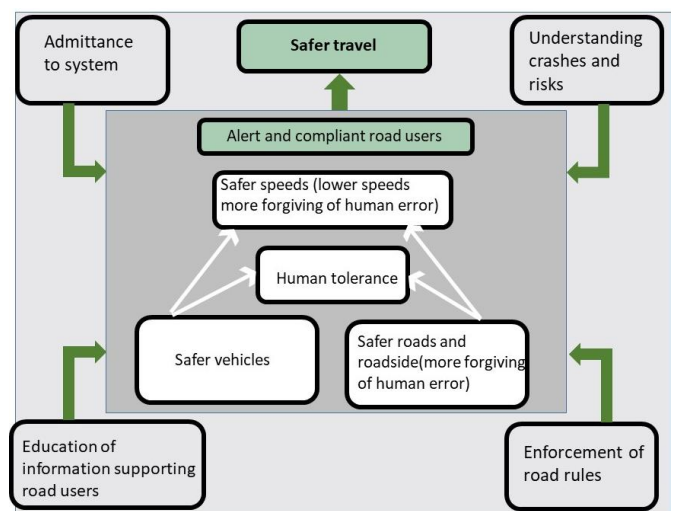 Admittance
to system
Safer travel
Understanding
crashes and
risks
Alert and compliant road users
Safer speeds (lower speeds
more forgiving of human error)
Human tolerance
Safer vehicles
Safer roads and
roadside(more forgiving
of human error)
Education of
information supporting
road users
Enforcement of
road rules